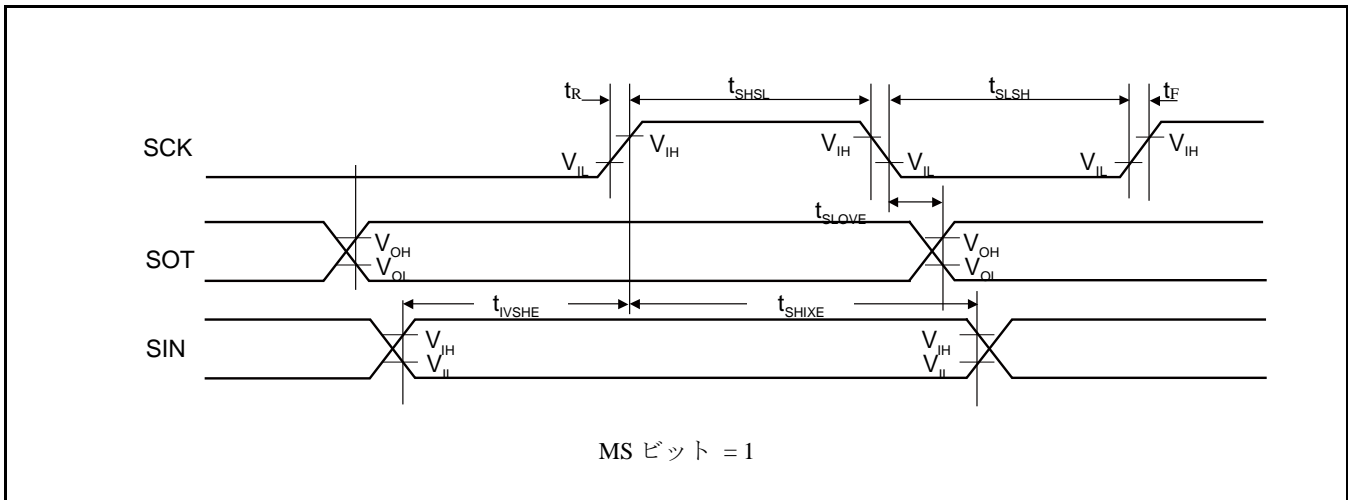 tR tSHSL tSLSH tF
SCK VIL VIH VIH VIL VIL VIH
tSLOVE
SOT VOH VOH
VOL VOL
tIVSHE tSHIXE
SIN VIH VIH
VIL VIL
MS ビット = 1